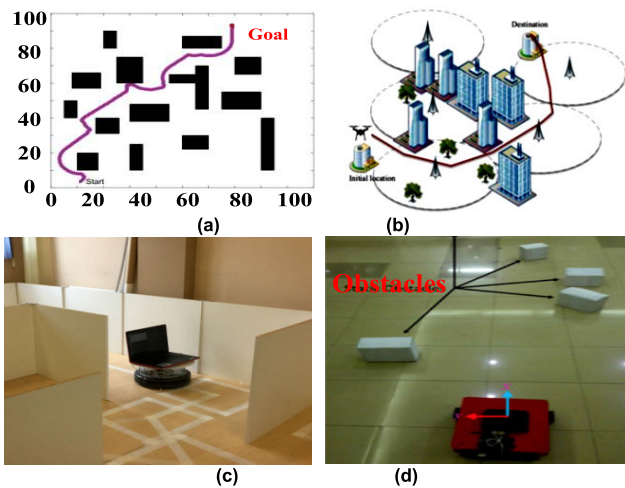 100
80
60
40
20
0
Goal
Start
0 20 40 60 80 100
(a)
Destination
Initial location
(b)
(c)
Obstacles
(d)